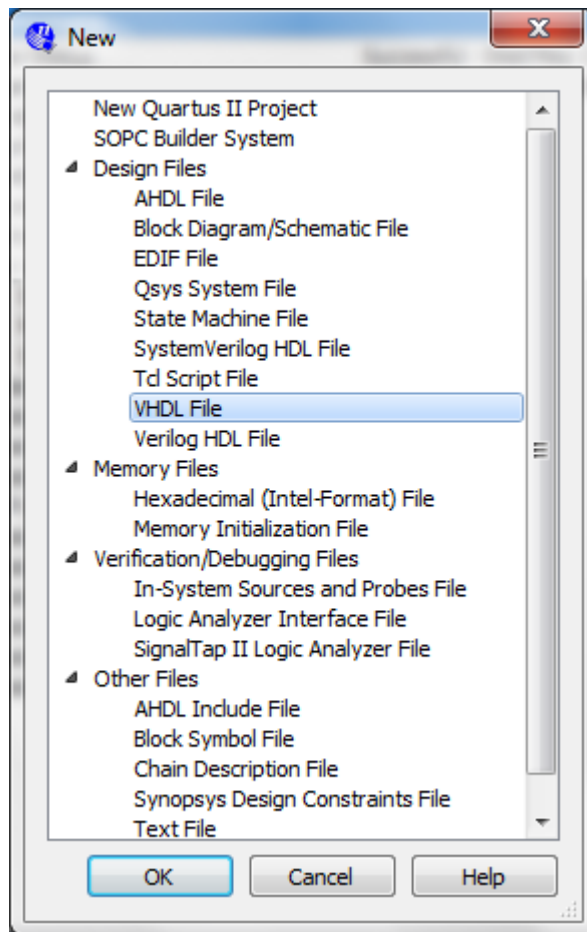 New
New Quartus II Project
SOPC Builder System
Design Files
AHDL File
Block Diagram/Schematic File
EDIF File
Qsys System File
State Machine File
SystemVerilog HDL File
Tcl Script File
VHDL File
Verilog HDL File
Memory Files
Hexadecimal (Intel-Format) File
Memory Initialization File
Verification/Debugging Files
In-System Sources and Probes File
Logic Analyzer Interface File
SignalTap II Logic Analyzer File
Other Files
AHDL Include File
Block Symbol File
Chain Description File
Synopsys Design Constraints File
Text File
OK Cancel Help